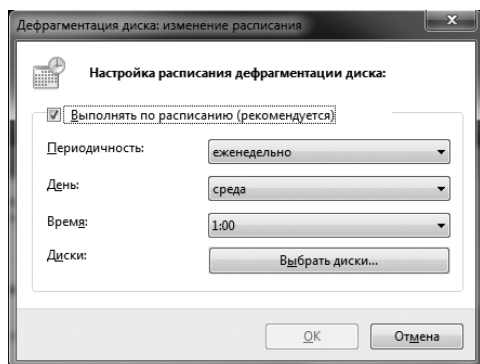 Дефрагментация диска: изменение расписания
Настройка расписания дефрагментации диска:
Выполнять по расписанию (рекомендуется)
Периодичность: еженедельно
День: среда
Время: 1:00
Диски: Выбрать диски...
OK Отмена